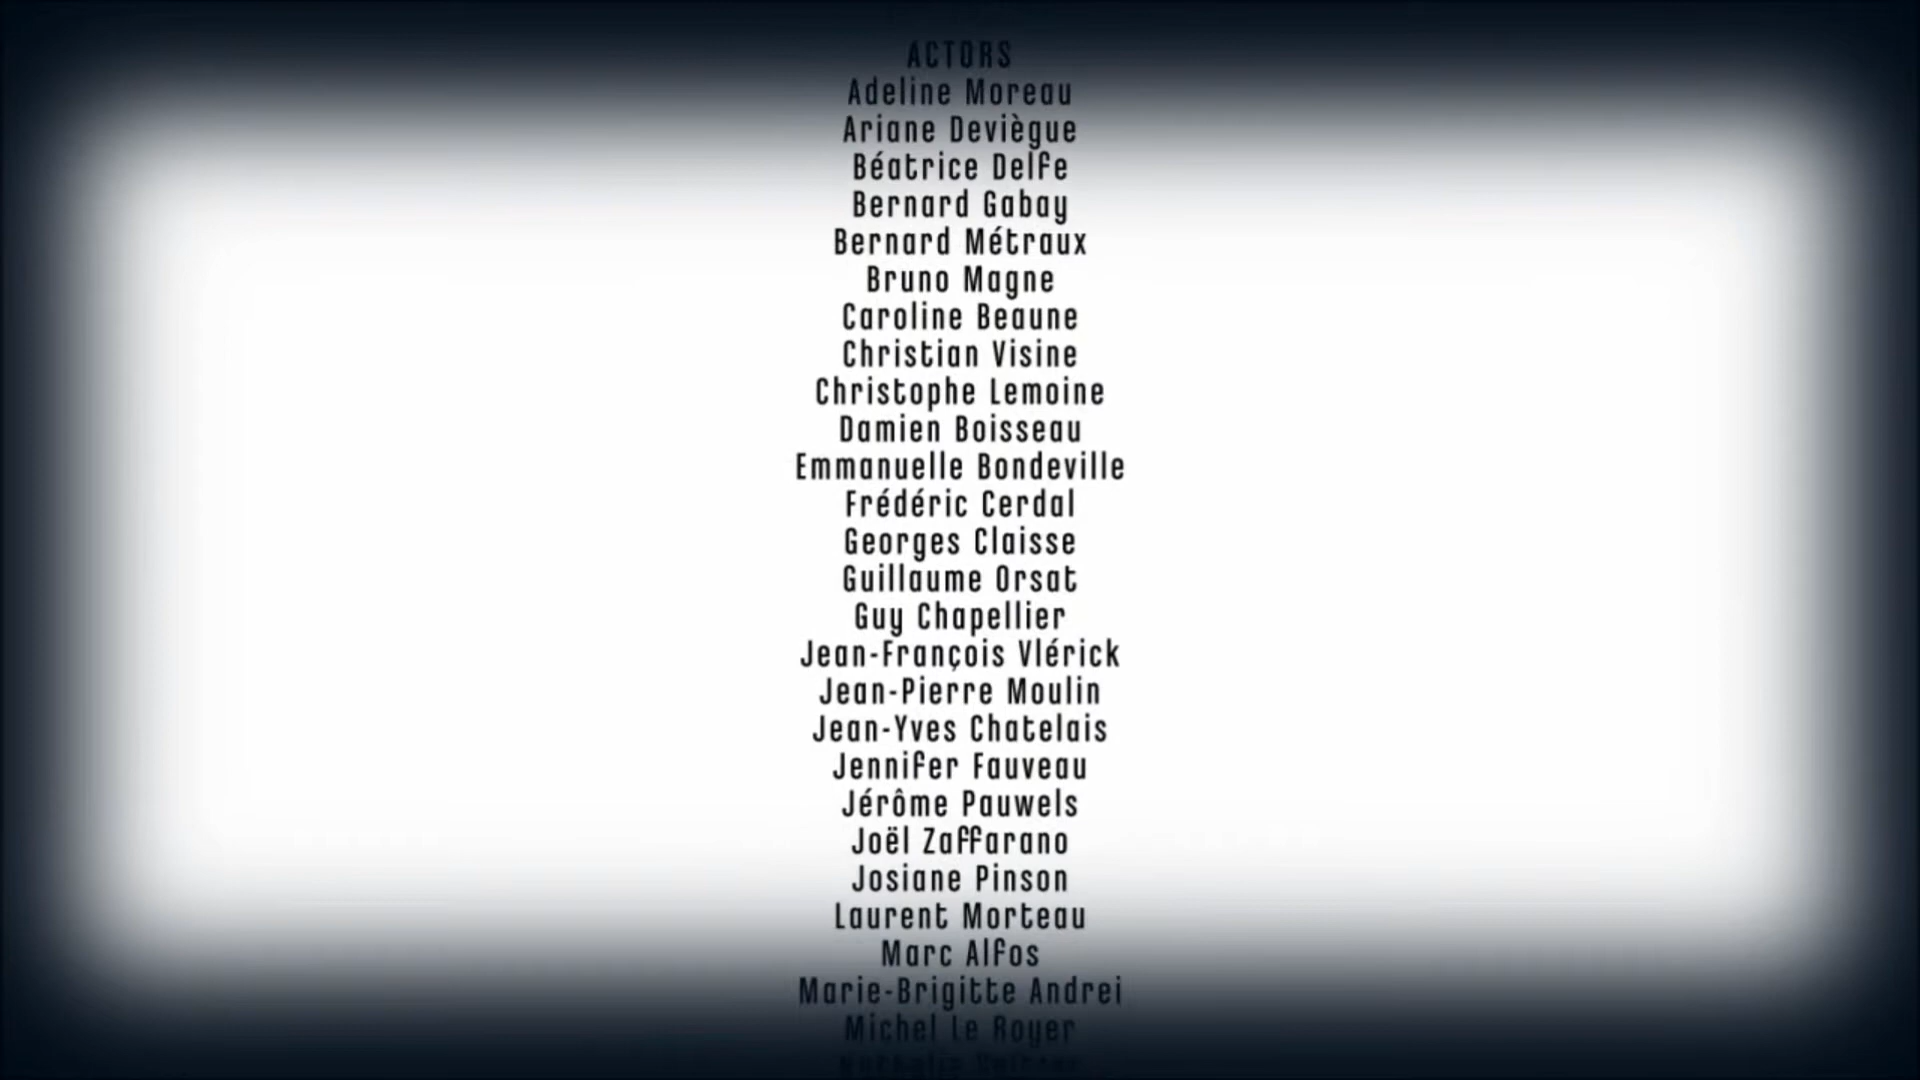 ACTORS
Adeline Moreau
Ariane Deviègue
Béatrice Delfe
Bernard Gabay
Bernard Métraux
Bruno Magne
Caroline Beaune
Christian Visine
Christophe Lemoine
Damien Boisseau
Emmanuelle Bondeville
Frédéric Cerdal
Georges Claisse
Guillaume Orsat
Guy Chapellier
Jean-François Vlérick
Jean-Pierre Moulin
Jean-Yves Chatelais
Jennifer Fauveau
Jérôme Pauwels
Joël Zaffarano
Josiane Pinson
Laurent Morteau
Marc Alfos
Marie-Brigitte Andrei
Michel Le Royer